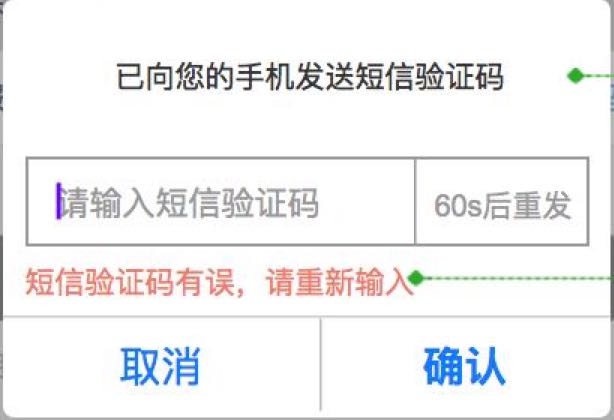 已向您的手机发送短信验证码
请输入短信验证码
60s后重发
短信验证码有误，请重新输入
取消
确认